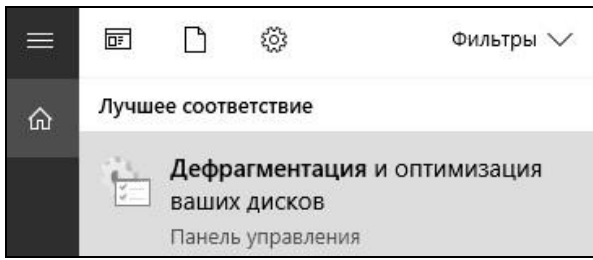 Фильтры
Лучшее соответствие
Дефрагментация и оптимизация
ваших дисков
Панель управления